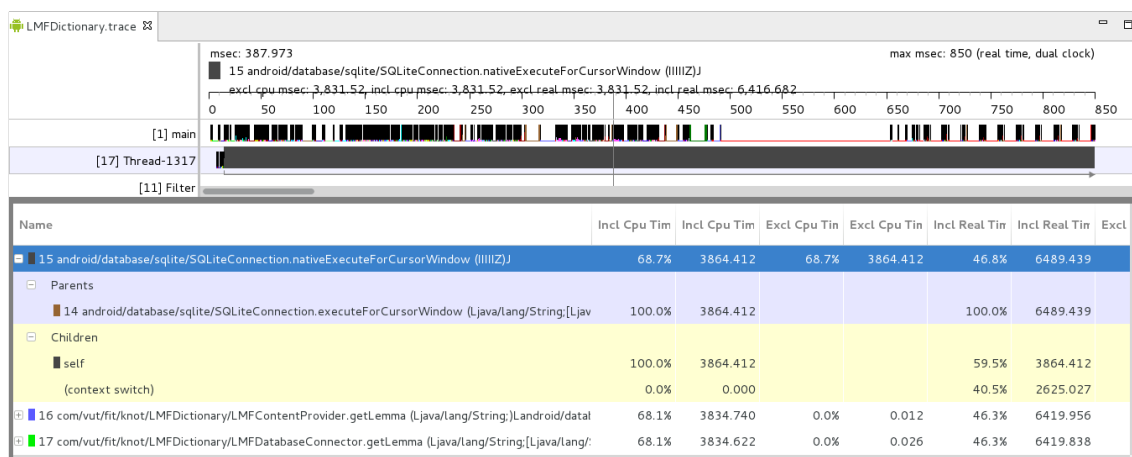 LMFDictionary.trace
msec: 387.973 max msec: 850 (real time, dual clock)
15 android/database/sqlite/SQLiteConnection.nativeExecuteForCursorWindow (IIIIIZ)J
excl cpu msec: 3,831.52, incl cpu msec: 3,831.52, excl real msec: 3,831.52, incl real msec: 6,416.682
0 50 100 150 200 250 300 350 400 450 500 550 600 650 700 750 800 850
[1] main
[17] Thread-1317
[11] Filter
Name Incl Cpu Tim Incl Cpu Tim Excl Cpu Tin Excl Cpu Tin Incl Real Tin Incl Real Tin Excl
15 android/database/sqlite/SQLiteConnection.nativeExecuteForCursorWindow (IIIIIZ)J 68.7% 3864.412 68.7% 3864.412 46.8% 6489.439
Parents
14 android/database/sqlite/SQLiteConnection.executeForCursorWindow (Ljava/lang/String;[Ljav 100.0% 3864.412 100.0% 6489.439
Children
self 100.0% 3864.412 59.5% 3864.412
(context switch) 0.0% 0.000 40.5% 2625.027
16 com/vut/fit/knot/LMFDictionary/LMFContentProvider.getLemma (Ljava/lang/String;)Landroid/datal 68.1% 3834.740 0.0% 0.012 46.3% 6419.956
17 com/vut/fit/knot/LMFDictionary/LMFDatabaseConnector.getLemma (Ljava/lang/String;[Ljava/lang/: 68.1% 3834.622 0.0% 0.026 46.3% 6419.838